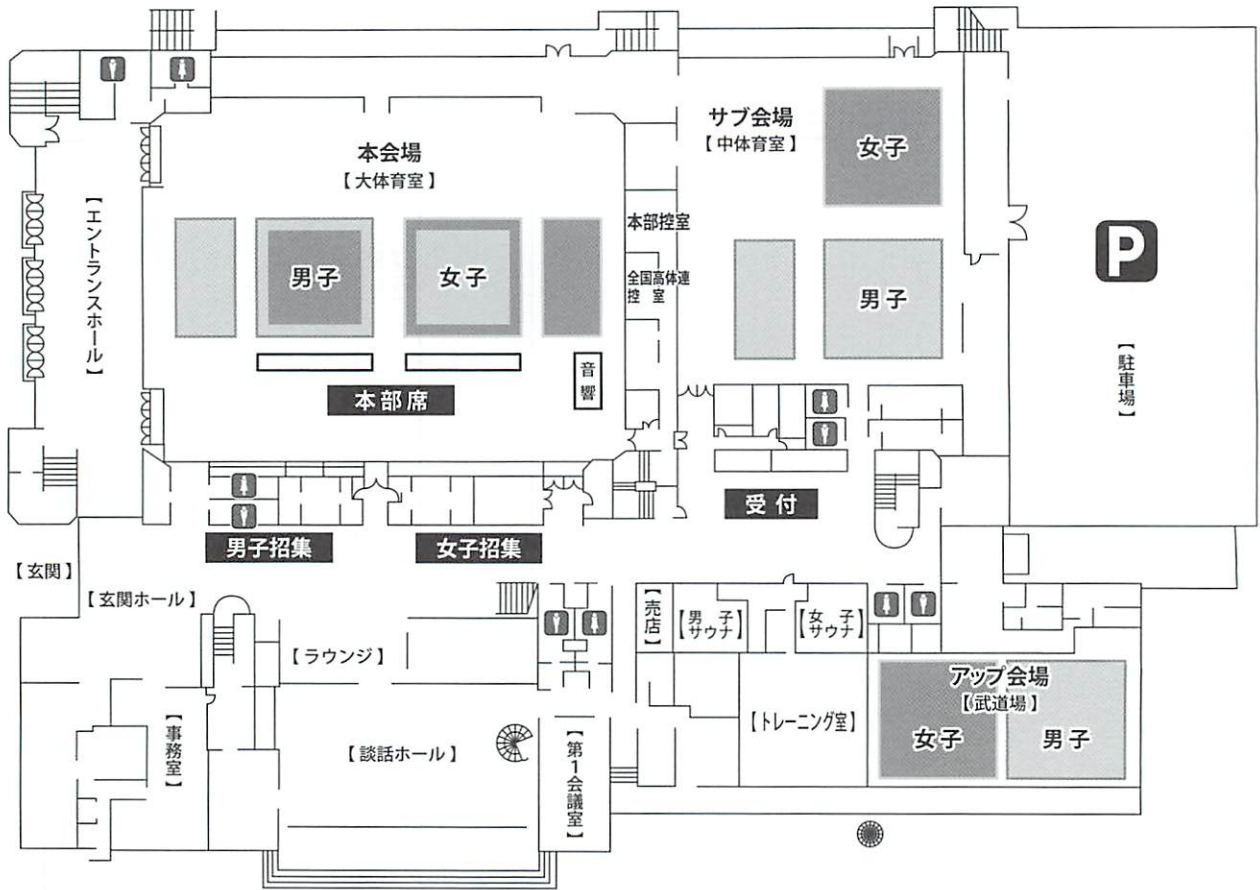 サブ会場
【中体育室】
女子
本会場
【大体育室】
本部控室
全国高体連
控 室
男子
女子
男子
P
【エントランスホール】
【駐車場】
音響
本部席
受付
男子招集
女子招集
【玄関】
【玄関ホール】
【売店】
【男 子
サウナ】
【女 子
サウナ】
【ラウンジ】
アップ会場
【武道場】
女子
男子
【トレーニング室】
【事務室】
【談話ホール】
【第1会議室】